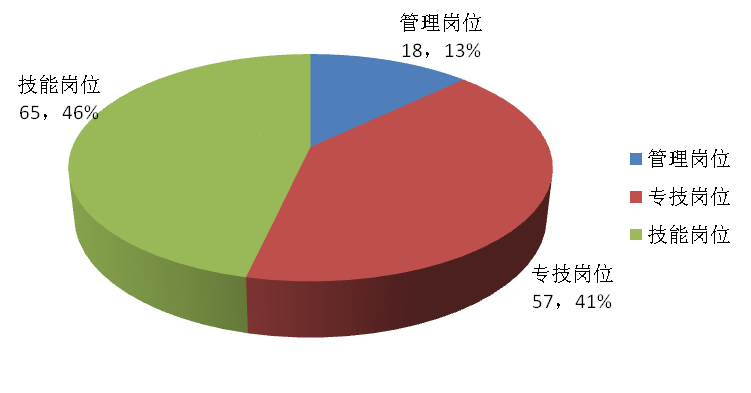 管理岗位
18，13%
技能岗位
65，46%
管理岗位
专技岗位
技能岗位
专技岗位
57，41%